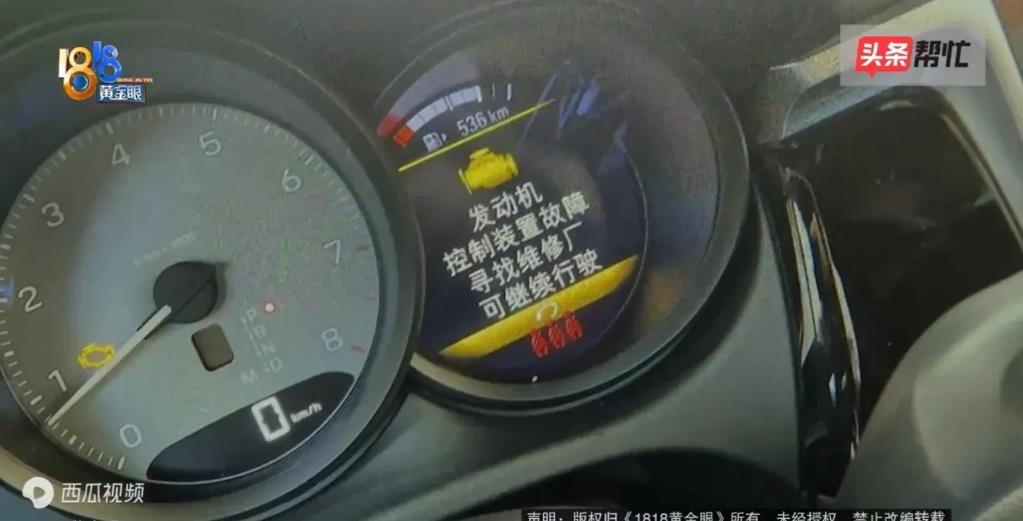 1818
黄金眼
头条帮忙
536 km
发动机
控制装置故障
寻找维修厂
可继续行驶
0
1
2
3
4
5
6
7
8
P
R
N
D
M
0 km/h
西瓜视频
声明：版权归《1818黄金眼》所有，未经授权，禁止改编转载